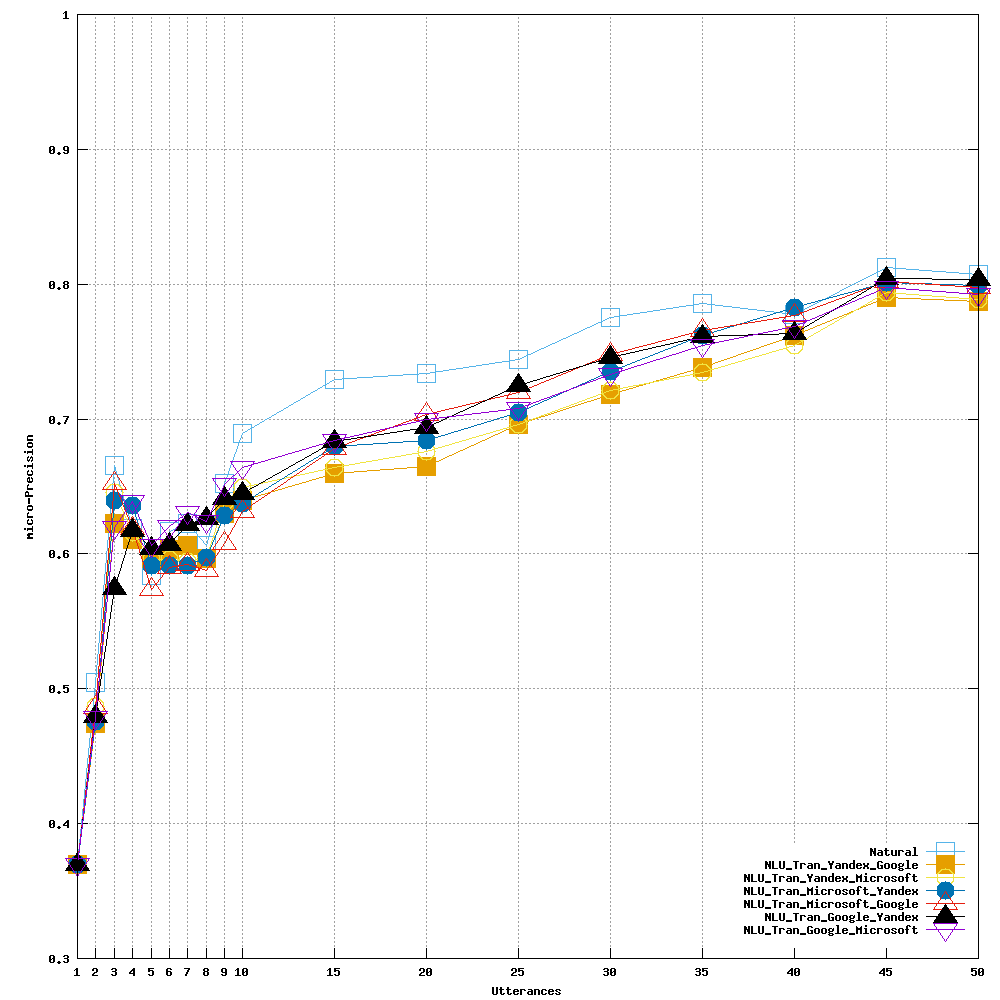 1
0.9
0.8
0.7
0.6
0.5
0.4
0.3
micro-Precision
Natural
NLU_Tran_Yandex_Google
NLU_Tran_Yandex_Microsoft
NLU_Tran_Microsoft_Yandex
NLU_Tran_Microsoft_Google
NLU_Tran_Google_Yandex
NLU_Tran_Google_Microsoft
1 2 3 4 5 6 7 8 9 10 15 20 25 30 35 40 45 50
Utterances